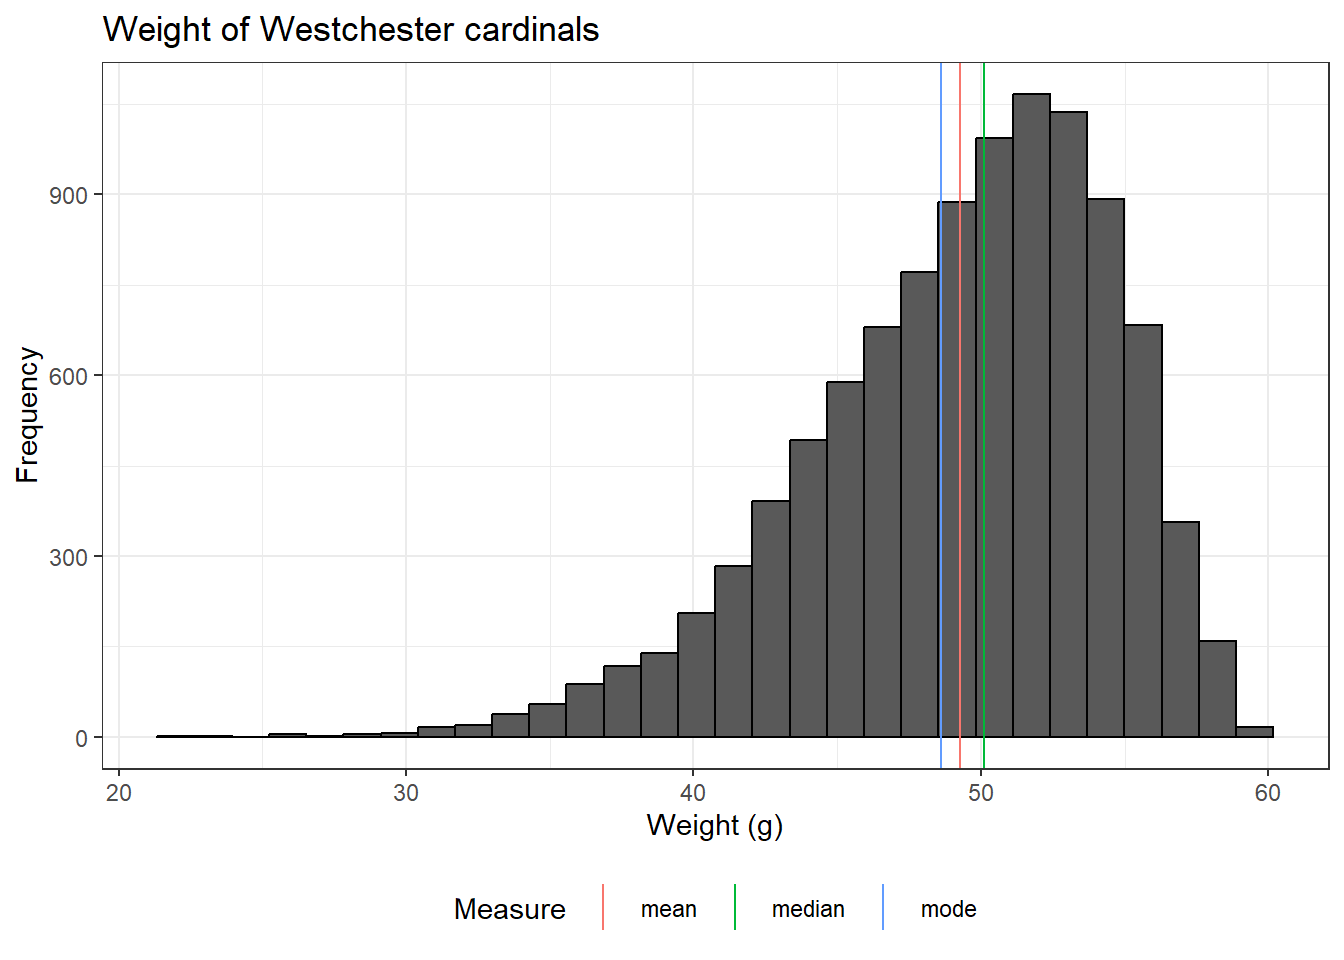 Weight of Westchester cardinals
Frequency
900
600
300
0
20 30 40 50 60
Weight (g)
Measure mean median mode